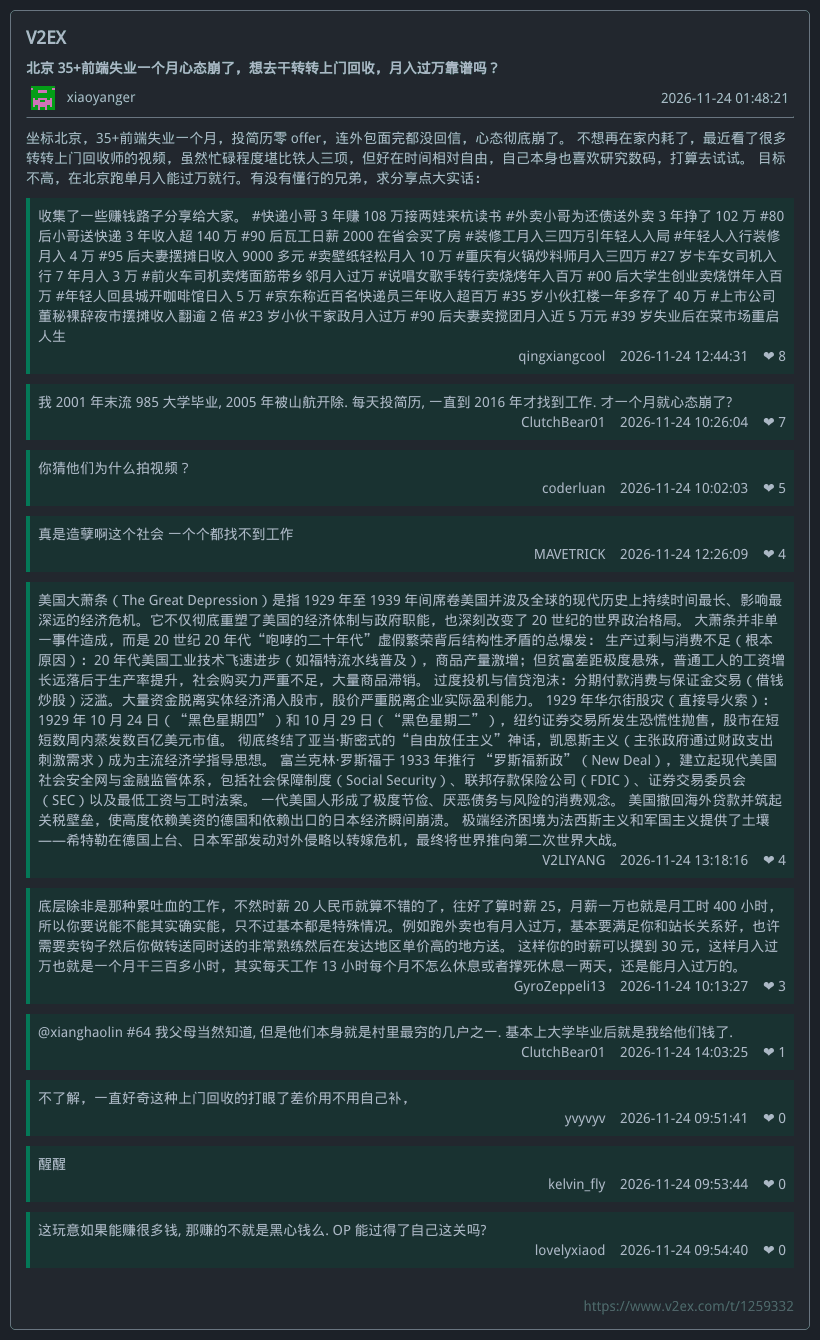 V2EX
北京 35+前端失业一个月心态崩了，想去干转转上门回收，月入过万靠谱吗？
xiaoyanger
2026-11-24 01:48:21
坐标北京，35+前端失业一个月，投简历零 offer，连外包面完都没回信，心态彻底崩了。 不想再在家内耗了，最近看了很多
转转上门回收师的视频，虽然忙碌程度堪比铁人三项，但好在时间相对自由，自己本身也喜欢研究数码，打算去试试。 目标
不高，在北京跑单月入能过万就行。有没有懂行的兄弟，求分享点大实话：
收集了一些赚钱路子分享给大家。 #快递小哥 3 年赚 108 万接两娃来杭读书 #外卖小哥为还债送外卖 3 年挣了 102 万 #80
后小哥送快递 3 年收入超 140 万 #90 后瓦工日薪 2000 在省会买了房 #装修工月入三四万引年轻人入局 #年轻人入行装修
月入 4 万 #95 后夫妻摆摊日收入 9000 多元 #卖壁纸轻松月入 10 万 #重庆有火锅炒料师月入三四万 #27 岁卡车女司机入
行 7 年月入 3 万 #前火车司机卖烤面筋带乡邻月入过万 #说唱女歌手转行卖烧烤年入百万 #00 后大学生创业卖烧饼年入百
万 #年轻人回县城开咖啡馆日入 5 万 #京东称近百名快递员三年收入超百万 #35 岁小伙扛楼一年多存了 40 万 #上市公司
董秘裸辞夜市摆摊收入翻逾 2 倍 #23 岁小伙干家政月入过万 #90 后夫妻卖搅团月入近 5 万元 #39 岁失业后在菜市场重启
人生
qingxiangcool 2026-11-24 12:44:31 ❤ 8
我 2001 年末流 985 大学毕业, 2005 年被山航开除. 每天投简历, 一直到 2016 年才找到工作. 才一个月就心态崩了?
ClutchBear01 2026-11-24 10:26:04 ❤ 7
你猜他们为什么拍视频？
coderluan 2026-11-24 10:02:03 ❤ 5
真是造孽啊这个社会 一个个都找不到工作
MAVETRICK 2026-11-24 12:26:09 ❤ 4
美国大萧条（The Great Depression）是指 1929 年至 1939 年间席卷美国并波及全球的现代历史上持续时间最长、影响最
深远的经济危机。它不仅彻底重塑了美国的经济体制与政府职能，也深刻改变了 20 世纪的世界政治格局。 大萧条并非单
一事件造成，而是 20 世纪 20 年代“咆哮的二十年代”虚假繁荣背后结构性矛盾的总爆发： 生产过剩与消费不足（根本
原因）：20 年代美国工业技术飞速进步（如福特流水线普及），商品产量激增；但贫富差距极度悬殊，普通工人的工资增
长远落后于生产率提升，社会购买力严重不足，大量商品滞销。 过度投机与信贷泡沫：分期付款消费与保证金交易（借钱
炒股）泛滥。大量资金脱离实体经济涌入股市，股价严重脱离企业实际盈利能力。 1929 年华尔街股灾（直接导火索）：
1929 年 10 月 24 日（“黑色星期四”）和 10 月 29 日（“黑色星期二”），纽约证券交易所发生恐慌性抛售，股市在短
短数周内蒸发数百亿美元市值。 彻底终结了亚当·斯密式的“自由放任主义”神话，凯恩斯主义（主张政府通过财政支出
刺激需求）成为主流经济学指导思想。 富兰克林·罗斯福于 1933 年推行 “罗斯福新政”（New Deal），建立起现代美国
社会安全网与金融监管体系，包括社会保障制度（Social Security）、联邦存款保险公司（FDIC）、证券交易委员会
（SEC）以及最低工资与工时法案。 一代美国人形成了极度节俭、厌恶债务与风险的消费观念。 美国撤回海外贷款并筑起
关税壁垒，使高度依赖美资的德国和依赖出口的日本经济瞬间崩溃。 极端经济困境为法西斯主义和军国主义提供了土壤
——希特勒在德国上台、日本军部发动对外侵略以转嫁危机，最终将世界推向第二次世界大战。
V2LIYANG 2026-11-24 13:18:16 ❤ 4
底层除非是那种累吐血的工作，不然时薪 20 人民币就算不错的了，往好了算时薪 25，月薪一万也就是月工时 400 小时，
所以你要说能不能其实确实能，只不过基本都是特殊情况。例如跑外卖也有月入过万，基本要满足你和站长关系好，也许
需要卖钩子然后你做转送同时送的非常熟练然后在发达地区单价高的地方送。 这样你的时薪可以摸到 30 元，这样月入过
万也就是一个月干三百多小时，其实每天工作 13 小时每个月不怎么休息或者撑死休息一两天，还是能月入过万的。
GyroZeppeli13 2026-11-24 10:13:27 ❤ 3
@xianghaolin #64 我父母当然知道, 但是他们本身就是村里最穷的几户之一. 基本上大学毕业后就是我给他们钱了.
ClutchBear01 2026-11-24 14:03:25 ❤ 1
不了解，一直好奇这种上门回收的打眼了差价用不用自己补，
yvyvyv 2026-11-24 09:51:41 ❤ 0
醒醒
kelvin_fly 2026-11-24 09:53:44 ❤ 0
这玩意如果能赚很多钱, 那赚的不就是黑心钱么. OP 能过得了自己这关吗?
lovelyxiaod 2026-11-24 09:54:40 ❤ 0
https://www.v2ex.com/t/1259332